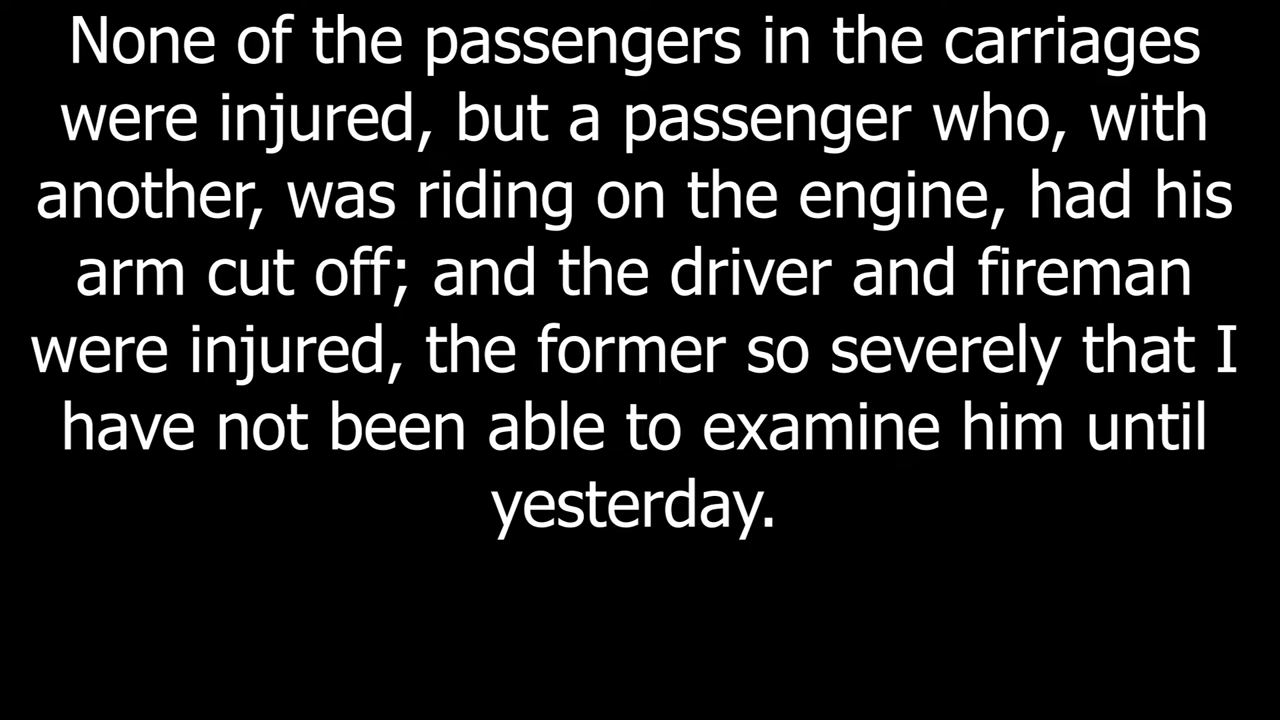 None of the passengers in the carriages
were injured, but a passenger who, with
another, was riding on the engine, had his
arm cut off; and the driver and fireman
were injured, the former so severely that I
have not been able to examine him until
yesterday.